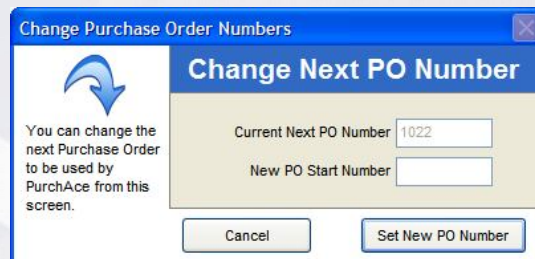 Change Purchase Order Numbers
Change Next PO Number
You can change the
next Purchase Order
to be used by
PurchAce from this
screen.
Current Next PO Number 1022
New PO Start Number
Cancel
Set New PO Number